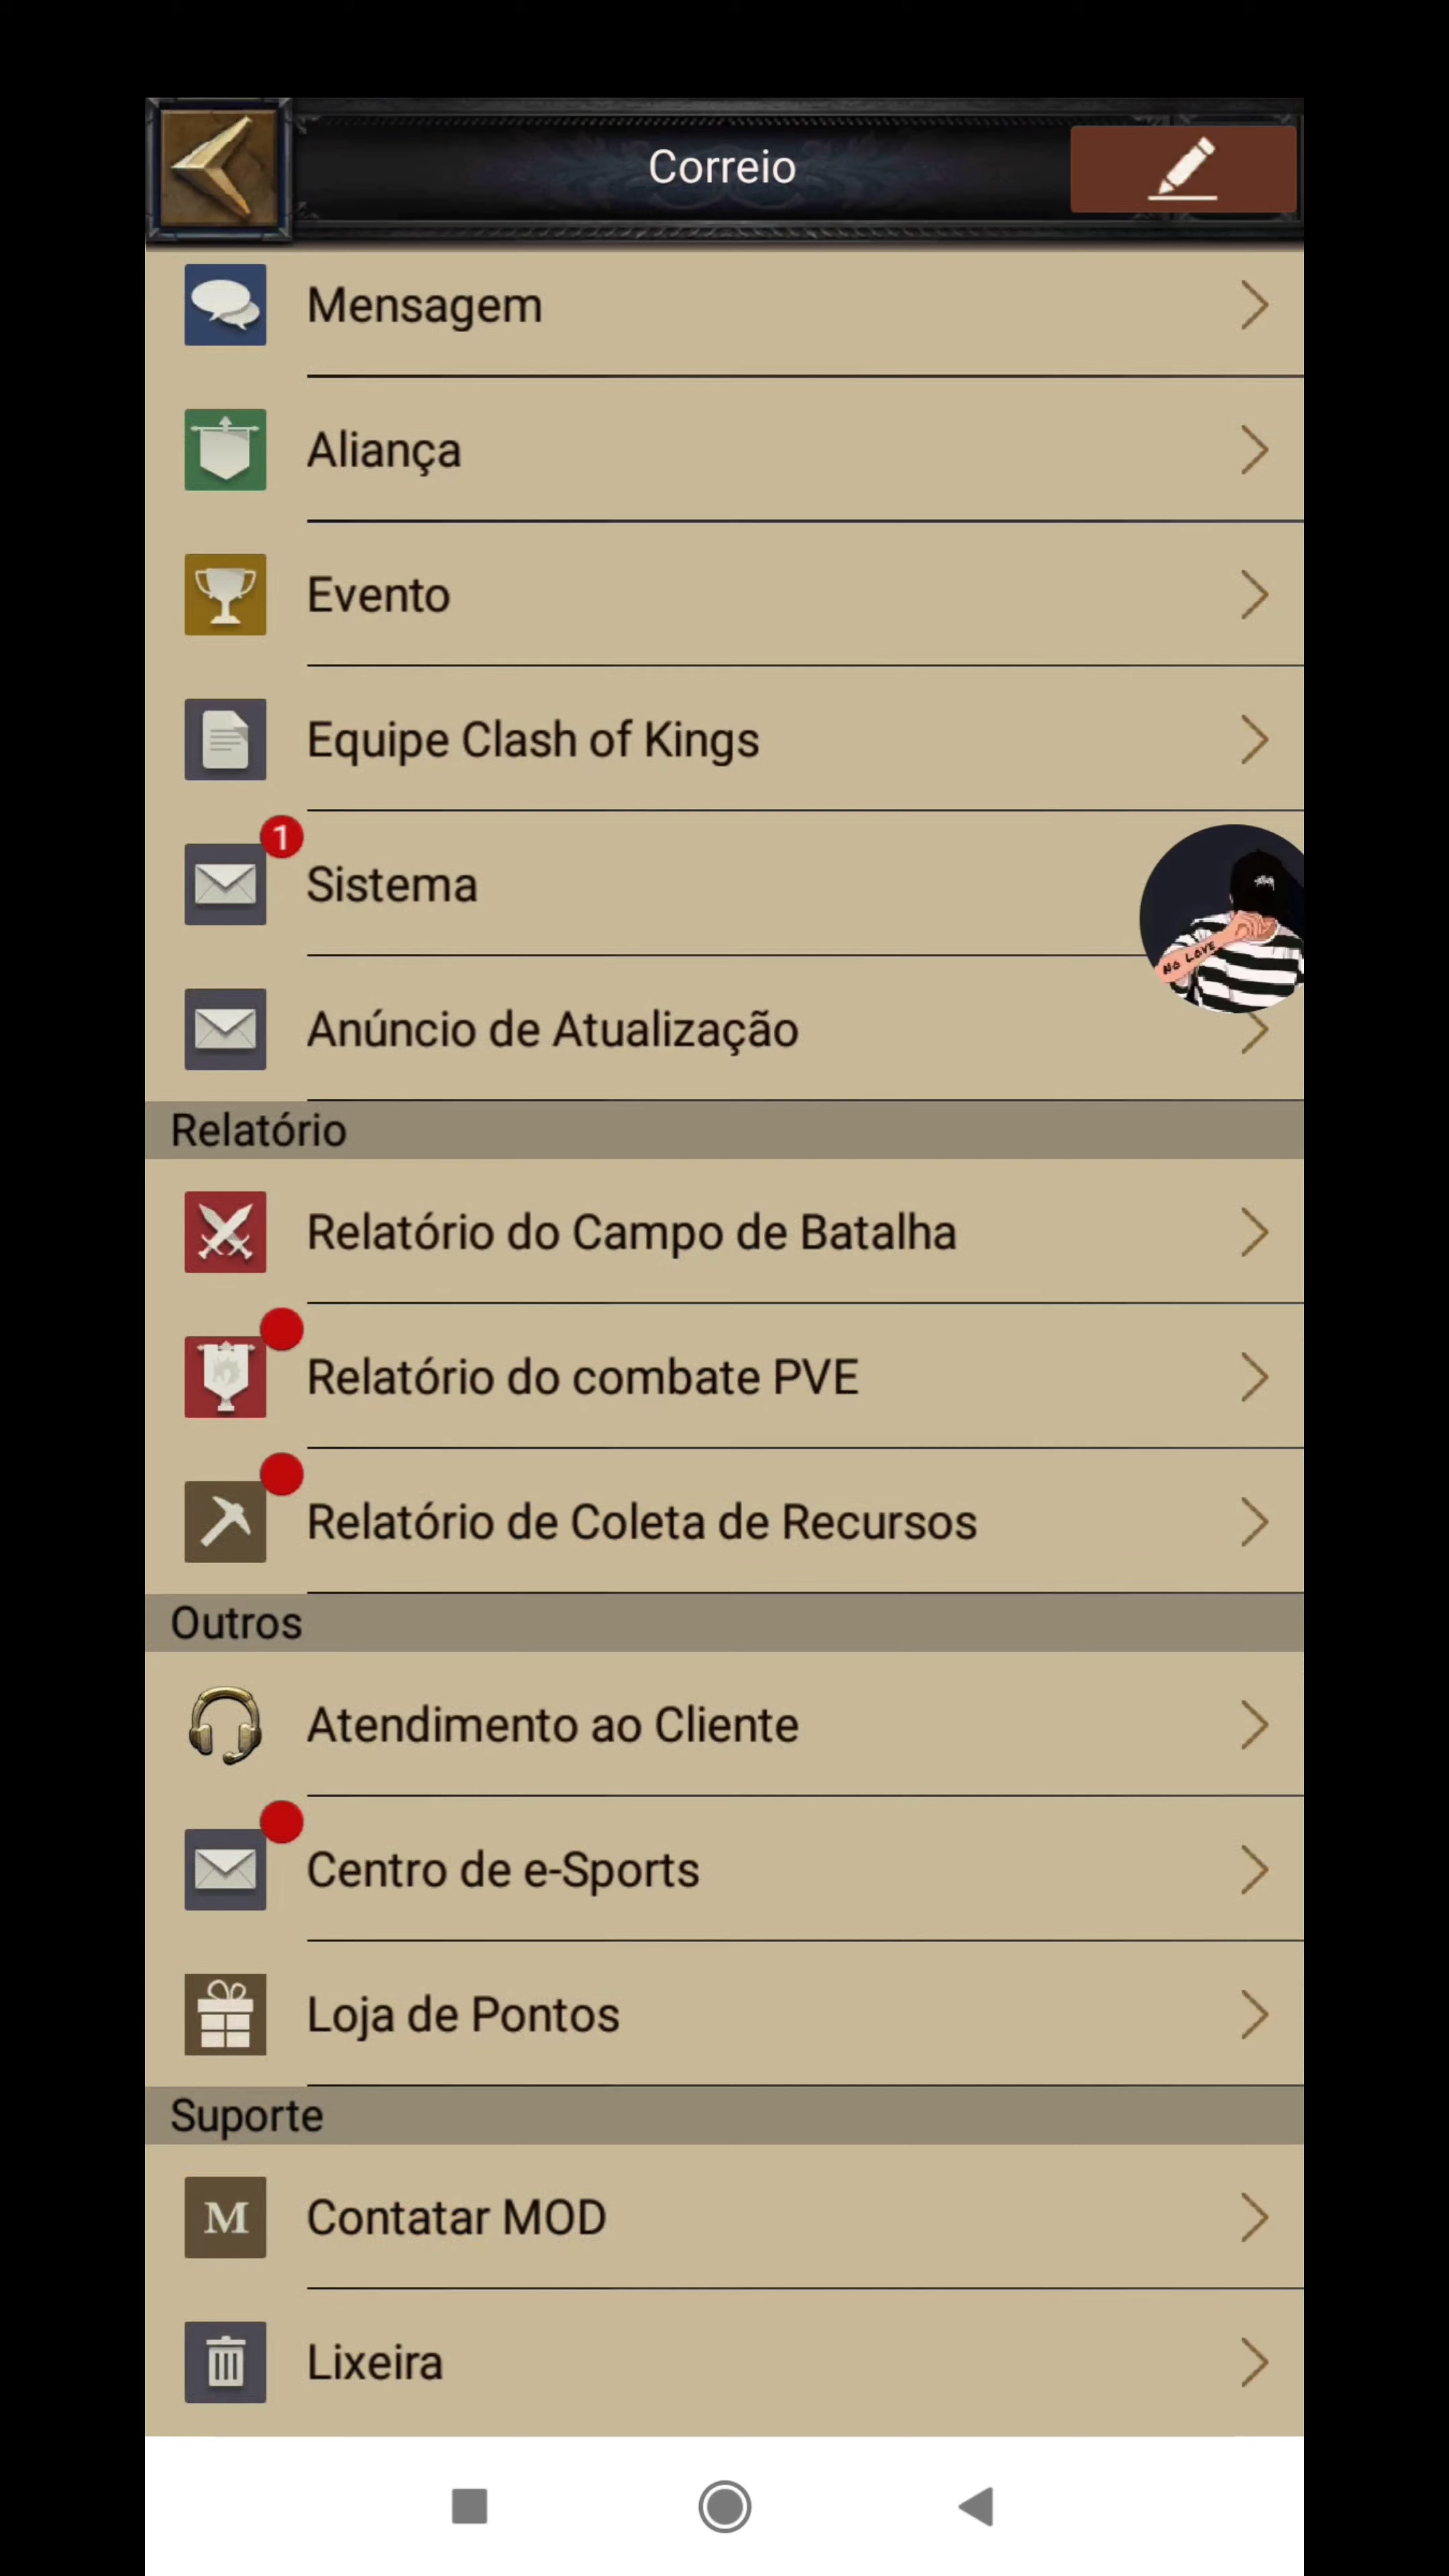 Correio
Mensagem
Aliança
Evento
Equipe Clash of Kings
1
Sistema
NO LOVE
Anúncio de Atualização
Relatório
Relatório do Campo de Batalha
Relatório do combate PVE
Relatório de Coleta de Recursos
Outros
Atendimento ao Cliente
Centro de e-Sports
Loja de Pontos
Suporte
M
Contatar MOD
Lixeira